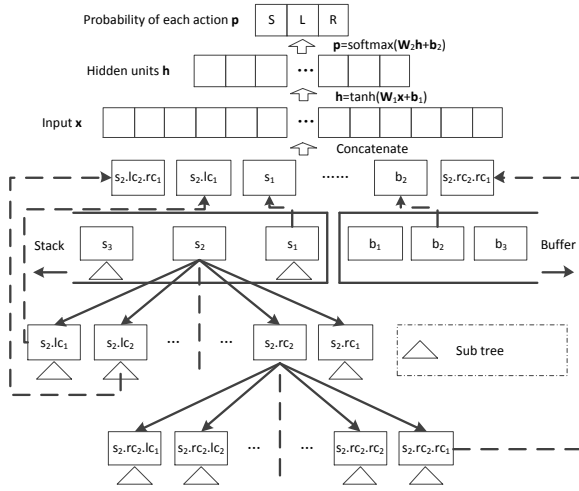 Probability of each action p S L R
p=softmax(W₂h+b₂)
Hidden units h ...
h=tanh(W₁x+b₁)
Input x ...
Concatenate
s₂.lc₂.rc₁ s₂.lc₁ s₁ ...... b₂ s₂.rc₂.rc₁
Stack s₃ s₂ s₁ b₁ b₂ b₃ Buffer
s₂.lc₁ s₂.lc₂ ... ... s₂.rc₂ s₂.rc₁
Sub tree
s₂.rc₂.lc₁ s₂.rc₂.lc₂ ... ... s₂.rc₂.rc₂ s₂.rc₂.rc₁